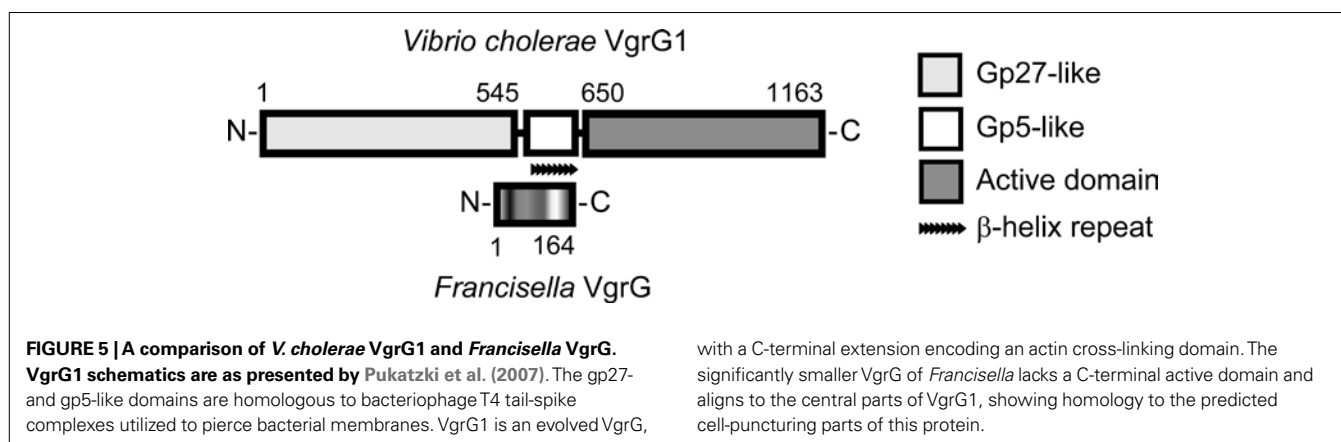 Vibrio cholerae VgrG1
1 545 650 1163
N- -C
N- -C
1 164
Francisella VgrG
Gp27-like
Gp5-like
Active domain
β-helix repeat
FIGURE 5 | A comparison of V. cholerae VgrG1 and Francisella VgrG.
VgrG1 schematics are as presented by Pukatzki et al. (2007). The gp27-
and gp5-like domains are homologous to bacteriophage T4 tail-spike
complexes utilized to pierce bacterial membranes. VgrG1 is an evolved VgrG,
with a C-terminal extension encoding an actin cross-linking domain. The
significantly smaller VgrG of Francisella lacks a C-terminal active domain and
aligns to the central parts of VgrG1, showing homology to the predicted
cell-puncturing parts of this protein.